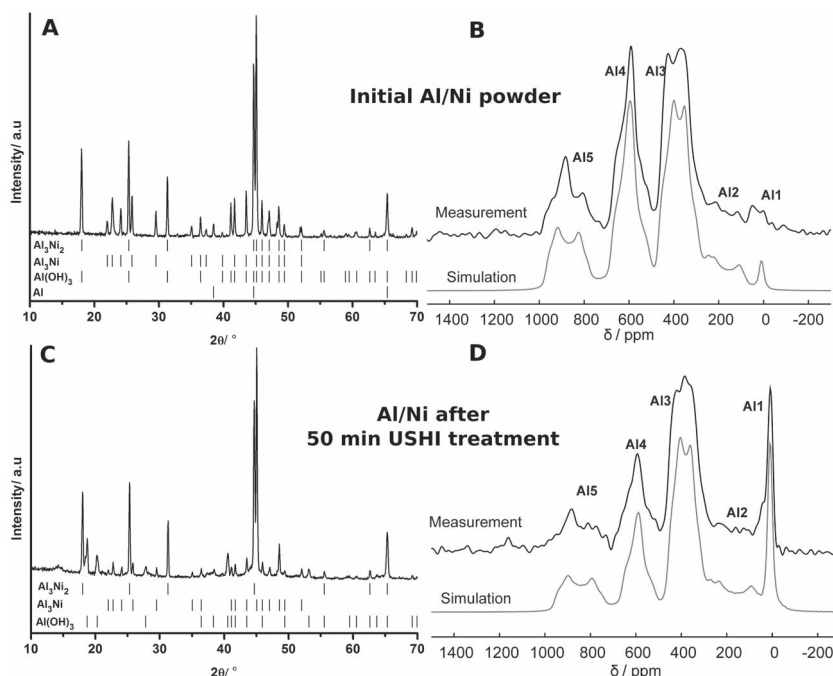 A
Intensity/ a.u
Al₃Ni₂
Al₃Ni
Al(OH)₃
Al
10 20 30 40 50 60 70
2θ/ °
B
Initial Al/Ni powder
Al5
Al4
Al3
Al2
Al1
Measurement
Simulation
1400 1200 1000 800 600 400 200 0 -200
δ / ppm
C
Intensity/ a.u
Al₃Ni₂
Al₃Ni
Al(OH)₃
10 20 30 40 50 60 70
2θ/ °
D
Al/Ni after
50 min USHI treatment
Al5
Al4
Al3
Al2
Al1
Measurement
Simulation
1400 1200 1000 800 600 400 200 0 -200
δ / ppm